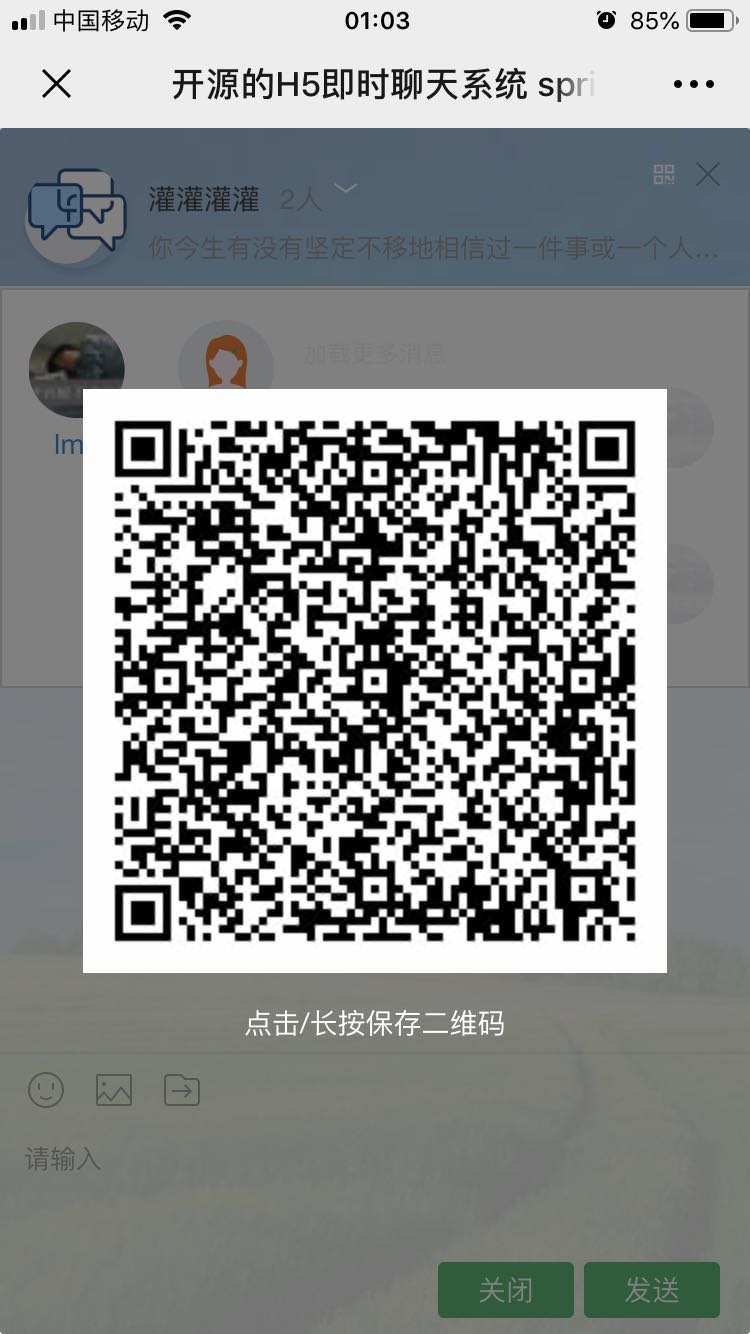 中国移动 01:03 85%
开源的H5即时聊天系统 spri
灌灌灌灌 2人
你今生有没有坚定不移地相信过一件事或一个人...
加载更多消息
Im
点击/长按保存二维码
请输入
关闭 发送